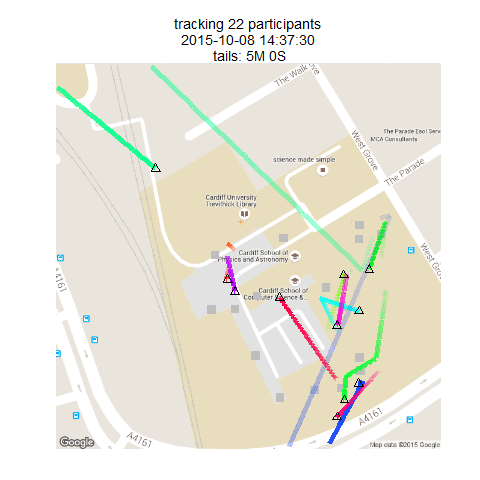 tracking 22 participants
2015-10-08 14:37:30
tails: 5M 0S
The Walk
West Grove
The Parade Esol Serv
MCA Consultants
science made simple
The Parade
Cardiff University
Trevithick Library
West Grove
Cardiff School of
Physics and Astronomy
Cardiff School of
Computer Science &...
A4161
A4161
A4161
Google
Map data ©2015 Google